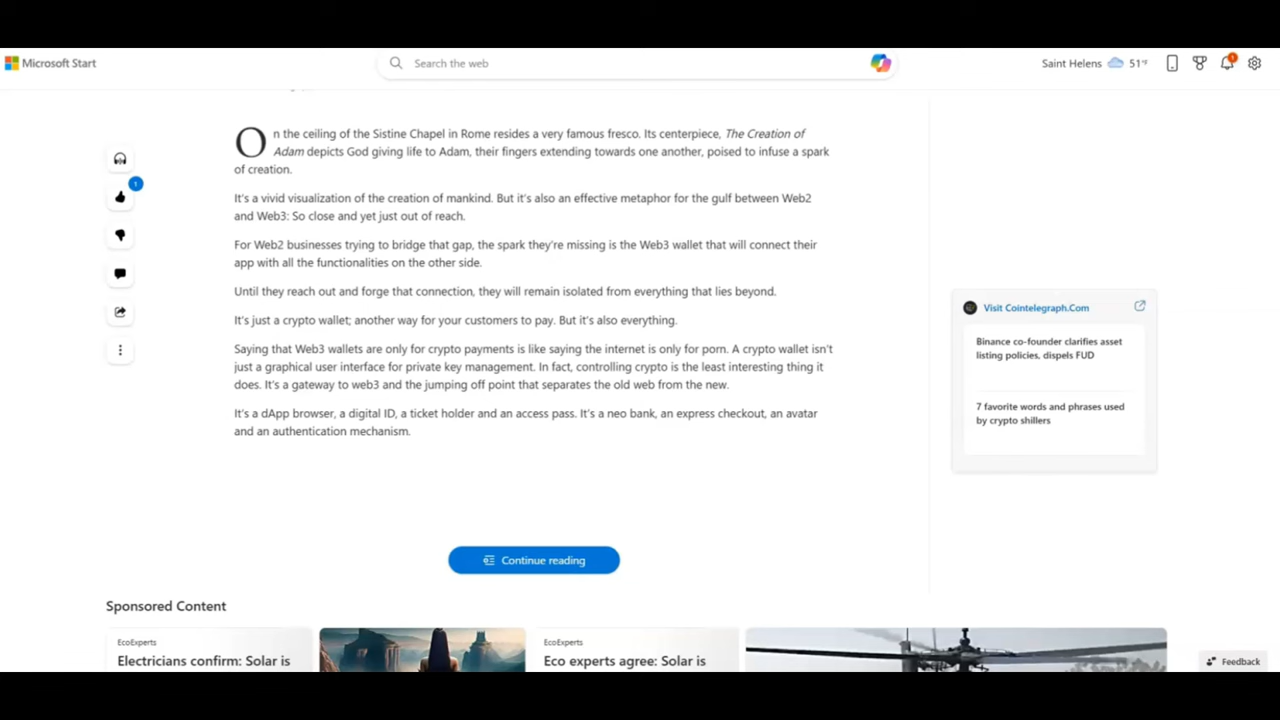 Microsoft Start
Search the web
Saint Helens 51°F
1
On the ceiling of the Sistine Chapel in Rome resides a very famous fresco. Its centerpiece, The Creation of
Adam depicts God giving life to Adam, their fingers extending towards one another, poised to infuse a spark
of creation.
1
It's a vivid visualization of the creation of mankind. But it's also an effective metaphor for the gulf between Web2
and Web3: So close and yet just out of reach.
For Web2 businesses trying to bridge that gap, the spark they're missing is the Web3 wallet that will connect their
app with all the functionalities on the other side.
Until they reach out and forge that connection, they will remain isolated from everything that lies beyond.
It's just a crypto wallet; another way for your customers to pay. But it's also everything.
Saying that Web3 wallets are only for crypto payments is like saying the internet is only for porn. A crypto wallet isn't
just a graphical user interface for private key management. In fact, controlling crypto is the least interesting thing it
does. It's a gateway to web3 and the jumping off point that separates the old web from the new.
It's a dApp browser, a digital ID, a ticket holder and an access pass. It's a neo bank, an express checkout, an avatar
and an authentication mechanism.
Visit Cointelegraph.Com
Binance co-founder clarifies asset
listing policies, dispels FUD
7 favorite words and phrases used
by crypto shillers
Continue reading
Sponsored Content
EcoExperts
Electricians confirm: Solar is
EcoExperts
Eco experts agree: Solar is
Feedback